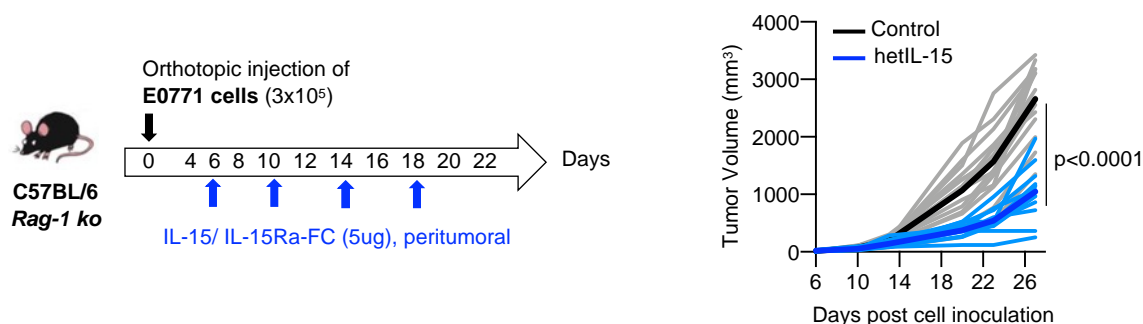 Orthotopic injection of
E0771 cells (3x10⁵)
0 4 6 8 10 12 14 16 18 20 22
Days
C57BL/6
Rag-1 ko
IL-15/ IL-15Ra-FC (5ug), peritumoral
Control
hetIL-15
Tumor Volume (mm³)
4000
3000
2000
1000
0
6 10 14 18 22 26
Days post cell inoculation
p<0.0001